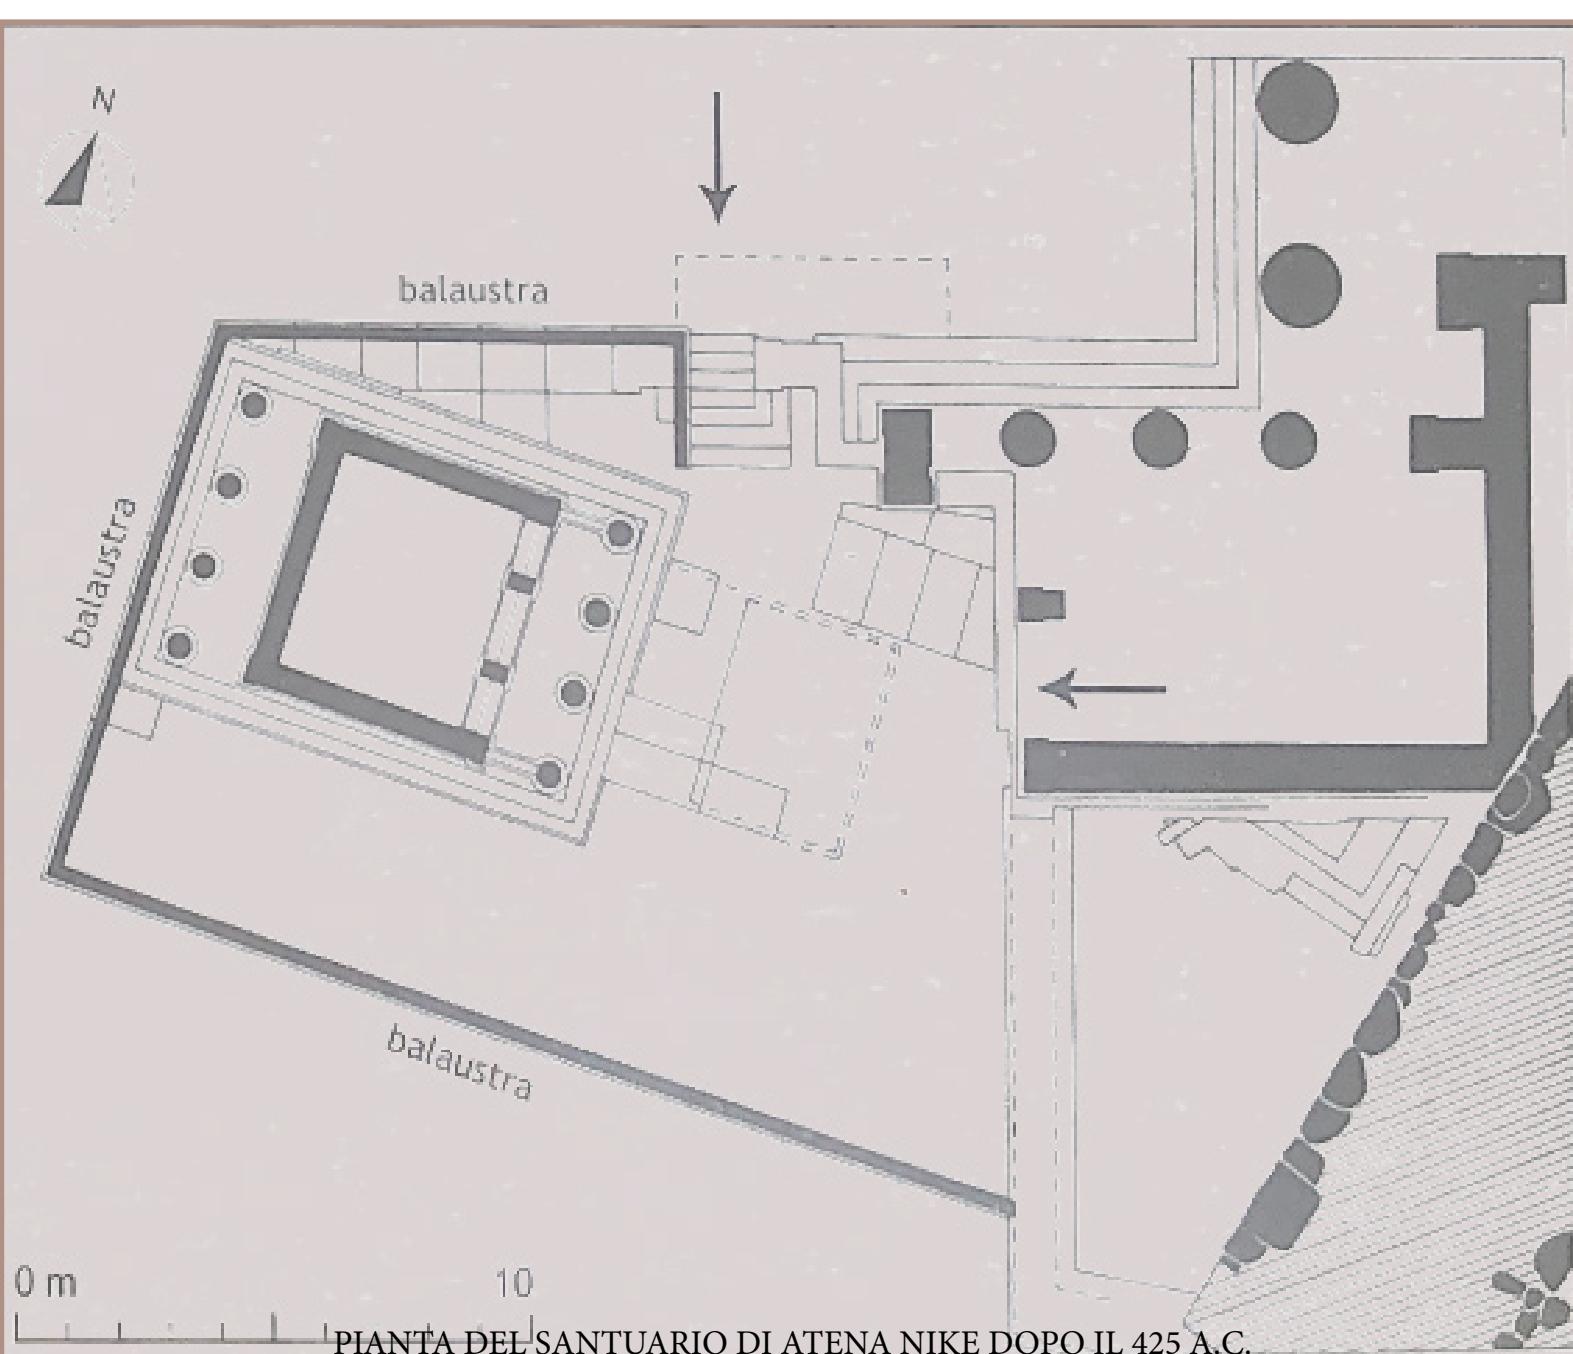 N
balaustra
balaustra
balaustra
0 m 10
PIANTA DEL SANTUARIO DI ATENA NIKE DOPO IL 425 A.C.